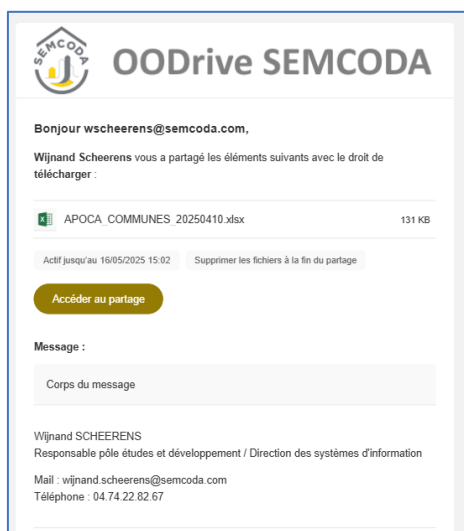 SEMCODA
OODrive SEMCODA
Bonjour wscheerens@semcoda.com,
Wijnand Scheerens vous a partagé les éléments suivants avec le droit de
télécharger :
APOCA_COMMUNES_20250410.xlsx 131 KB
Actif jusqu'au 16/05/2025 15:02 Supprimer les fichiers à la fin du partage
Accéder au partage
Message :
Corps du message
Wijnand SCHEERENS
Responsable pôle études et développement / Direction des systèmes d'information
Mail : wijnand.scheerens@semcoda.com
Téléphone : 04.74.22.82.67